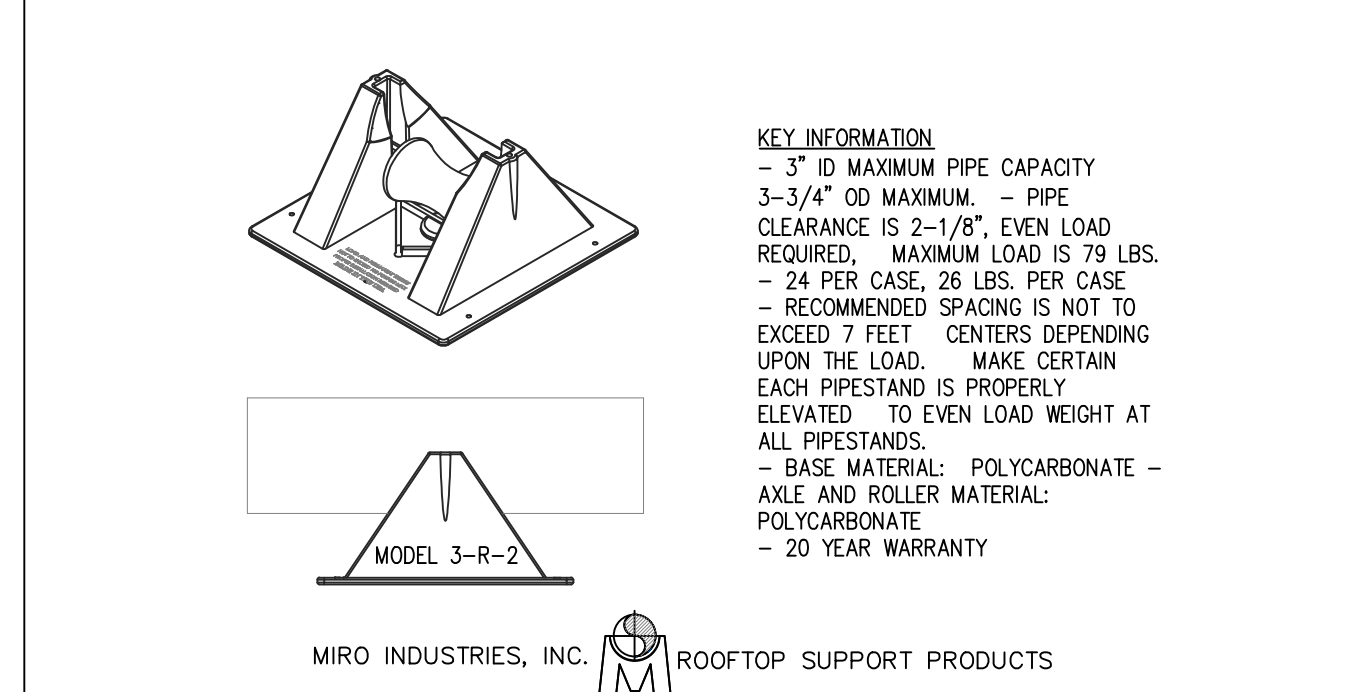 KEY INFORMATION
– 3” ID MAXIMUM PIPE CAPACITY
3–3/4” OD MAXIMUM. – PIPE
CLEARANCE IS 2–1/8”, EVEN LOAD
REQUIRED, MAXIMUM LOAD IS 79 LBS.
– 24 PER CASE, 26 LBS. PER CASE
– RECOMMENDED SPACING IS NOT TO
EXCEED 7 FEET CENTERS DEPENDING
UPON THE LOAD. MAKE CERTAIN
EACH PIPESTAND IS PROPERLY
ELEVATED TO EVEN LOAD WEIGHT AT
ALL PIPESTANDS.
– BASE MATERIAL: POLYCARBONATE –
AXLE AND ROLLER MATERIAL:
POLYCARBONATE
– 20 YEAR WARRANTY
MODEL 3–R–2
MIRO INDUSTRIES, INC. ROOFTOP SUPPORT PRODUCTS